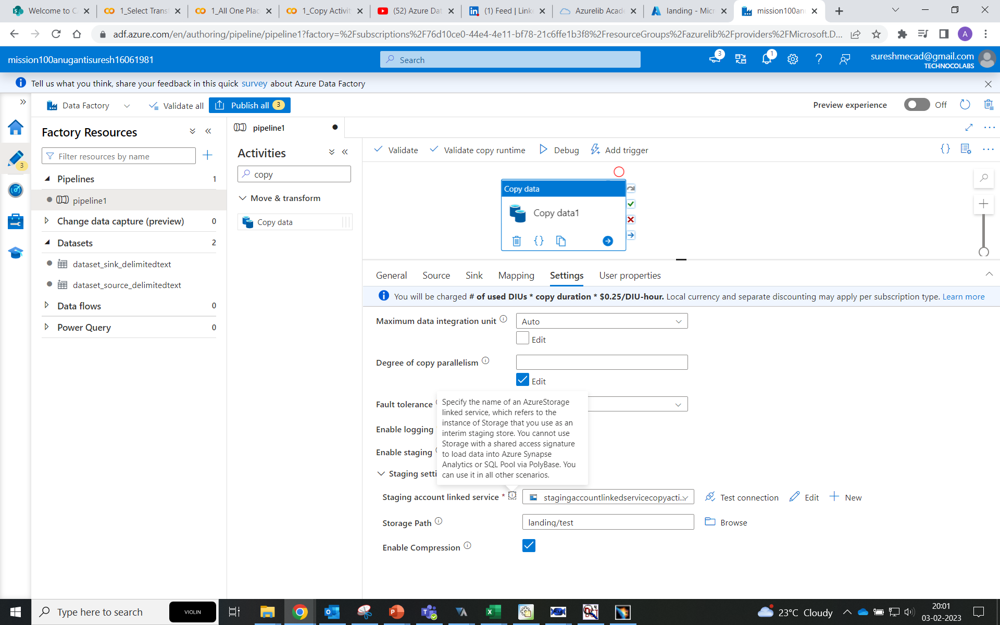 Welcome to C
1_Select Transf
1_All One Plac
1_Copy Activit
(52) Azure Dat
(1) Feed | Linke
Azurelib Acade
landing - Micr
mission100anu
adf.azure.com/en/authoring/pipeline/pipeline1?factory=%2Fsubscriptions%2F76d10ce0-44e4-4e11-bf78-21c6ffe1b3f8%2FresourceGroups%2Fazurelib%2Fproviders%2FMicrosoft.D...
A
mission100anugantisuresh16061981
Search
3
1
sureshmecad@gmail.com
TECHNOCOLABS
Tell us what you think, share your feedback in this quick survey about Azure Data Factory
Data Factory
Validate all
Publish all 3
Preview experience
Off
Factory Resources
Filter resources by name
3
Pipelines 1
pipeline1
Change data capture (preview) 0
Datasets 2
dataset_sink_delimitedtext
dataset_source_delimitedtext
Data flows 0
Power Query 0
pipeline1
Activities
copy
Move & transform
Copy data
Validate
Validate copy runtime
Debug
Add trigger
Copy data
Copy data1
General
Source
Sink
Mapping
Settings
User properties
You will be charged # of used DIUs * copy duration * $0.25/DIU-hour. Local currency and separate discounting may apply per subscription type. Learn more
Maximum data integration unit
Auto
Edit
Degree of copy parallelism
Edit
Fault tolerance
Specify the name of an AzureStorage
linked service, which refers to the
instance of Storage that you use as an
interim staging store. You cannot use
Storage with a shared access signature
to load data into Azure Synapse
Analytics or SQL Pool via PolyBase. You
can use it in all other scenarios.
Enable logging
Enable staging
Staging setti
Staging account linked service *
stagingaccountlinkedservicecopyacti...
Test connection
Edit
New
Storage Path
landing/test
Browse
Enable Compression
Type here to search
VIOLIN
23°C Cloudy
20:01
03-02-2023